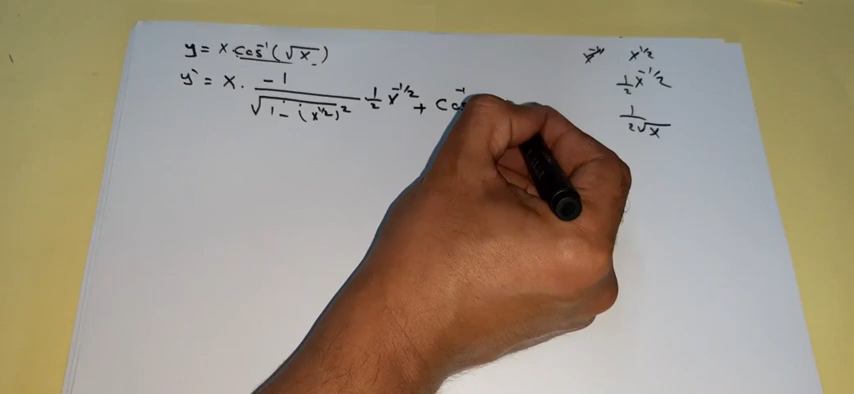 y = x cos⁻¹(√x)
y' = x · -1/√(1 - (x^1/2)²) 1/2 x^-1/2 + cos⁻¹
x^1/2
1/2 x^-1/2
1/2√x